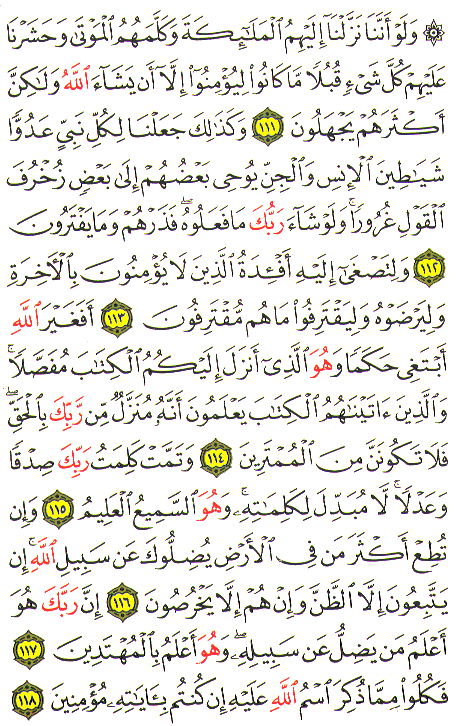 ۞ وَلَوْ أَنَّنَا نَزَّلْنَآ إِلَيْهِمُ ٱلْمَلَـٰٓئِكَةَ وَكَلَّمَهُمُ ٱلْمَوْتَىٰ وَحَشَرْنَا
عَلَيْهِمْ كُلَّ شَىْءٍ قُبُلًا مَّا كَانُوا۟ لِيُؤْمِنُوٓا۟ إِلَّآ أَن يَشَآءَ ٱللَّهُ وَلَـٰكِنَّ
أَكْثَرَهُمْ يَجْهَلُونَ ١١١ وَكَذَٰلِكَ جَعَلْنَا لِكُلِّ نَبِىٍّ عَدُوًّا
شَيَـٰطِينَ ٱلْإِنسِ وَٱلْجِنِّ يُوحِى بَعْضُهُمْ إِلَىٰ بَعْضٍ زُخْرُفَ
ٱلْقَوْلِ غُرُورًا ۚ وَلَوْ شَآءَ رَبُّكَ مَا فَعَلُوهُ ۖ فَذَرْهُمْ وَمَا يَفْتَرُونَ
١١٢ وَلِتَصْغَىٰٓ إِلَيْهِ أَفْـِٔدَةُ ٱلَّذِينَ لَا يُؤْمِنُونَ بِٱلْـَٔاخِرَةِ
وَلِيَرْضَوْهُ وَلِيَقْتَرِفُوا۟ مَا هُم مُّقْتَرِفُونَ ١١٣ أَفَغَيْرَ ٱللَّهِ
أَبْتَغِى حَكَمًا وَهُوَ ٱلَّذِىٓ أَنزَلَ إِلَيْكُمُ ٱلْكِتَـٰبَ مُفَصَّلًا ۚ
وَٱلَّذِينَ ءَاتَيْنَـٰهُمُ ٱلْكِتَـٰبَ يَعْلَمُونَ أَنَّهُۥ مُنَزَّلٌ مِّن رَّبِّكَ بِٱلْحَقِّ ۖ
فَلَا تَكُونَنَّ مِنَ ٱلْمُمْتَرِينَ ١١٤ وَتَمَّتْ كَلِمَتُ رَبِّكَ صِدْقًا
وَعَدْلًا ۚ لَّا مُبَدِّلَ لِكَلِمَـٰتِهِۦ ۚ وَهُوَ ٱلسَّمِيعُ ٱلْعَلِيمُ ١١٥ وَإِن
تُطِعْ أَكْثَرَ مَن فِى ٱلْأَرْضِ يُضِلُّوكَ عَن سَبِيلِ ٱللَّهِ ۚ إِن
يَتَّبِعُونَ إِلَّا ٱلظَّنَّ وَإِنْ هُمْ إِلَّا يَخْرُصُونَ ١١٦ إِنَّ رَبَّكَ هُوَ
أَعْلَمُ مَن يَضِلُّ عَن سَبِيلِهِۦ ۖ وَهُوَ أَعْلَمُ بِٱلْمُهْتَدِينَ ١١٧
فَكُلُوا۟ مِمَّا ذُكِرَ ٱسْمُ ٱللَّهِ عَلَيْهِ إِن كُنتُم بِـَٔايَـٰتِهِۦ مُؤْمِنِينَ ١١٨